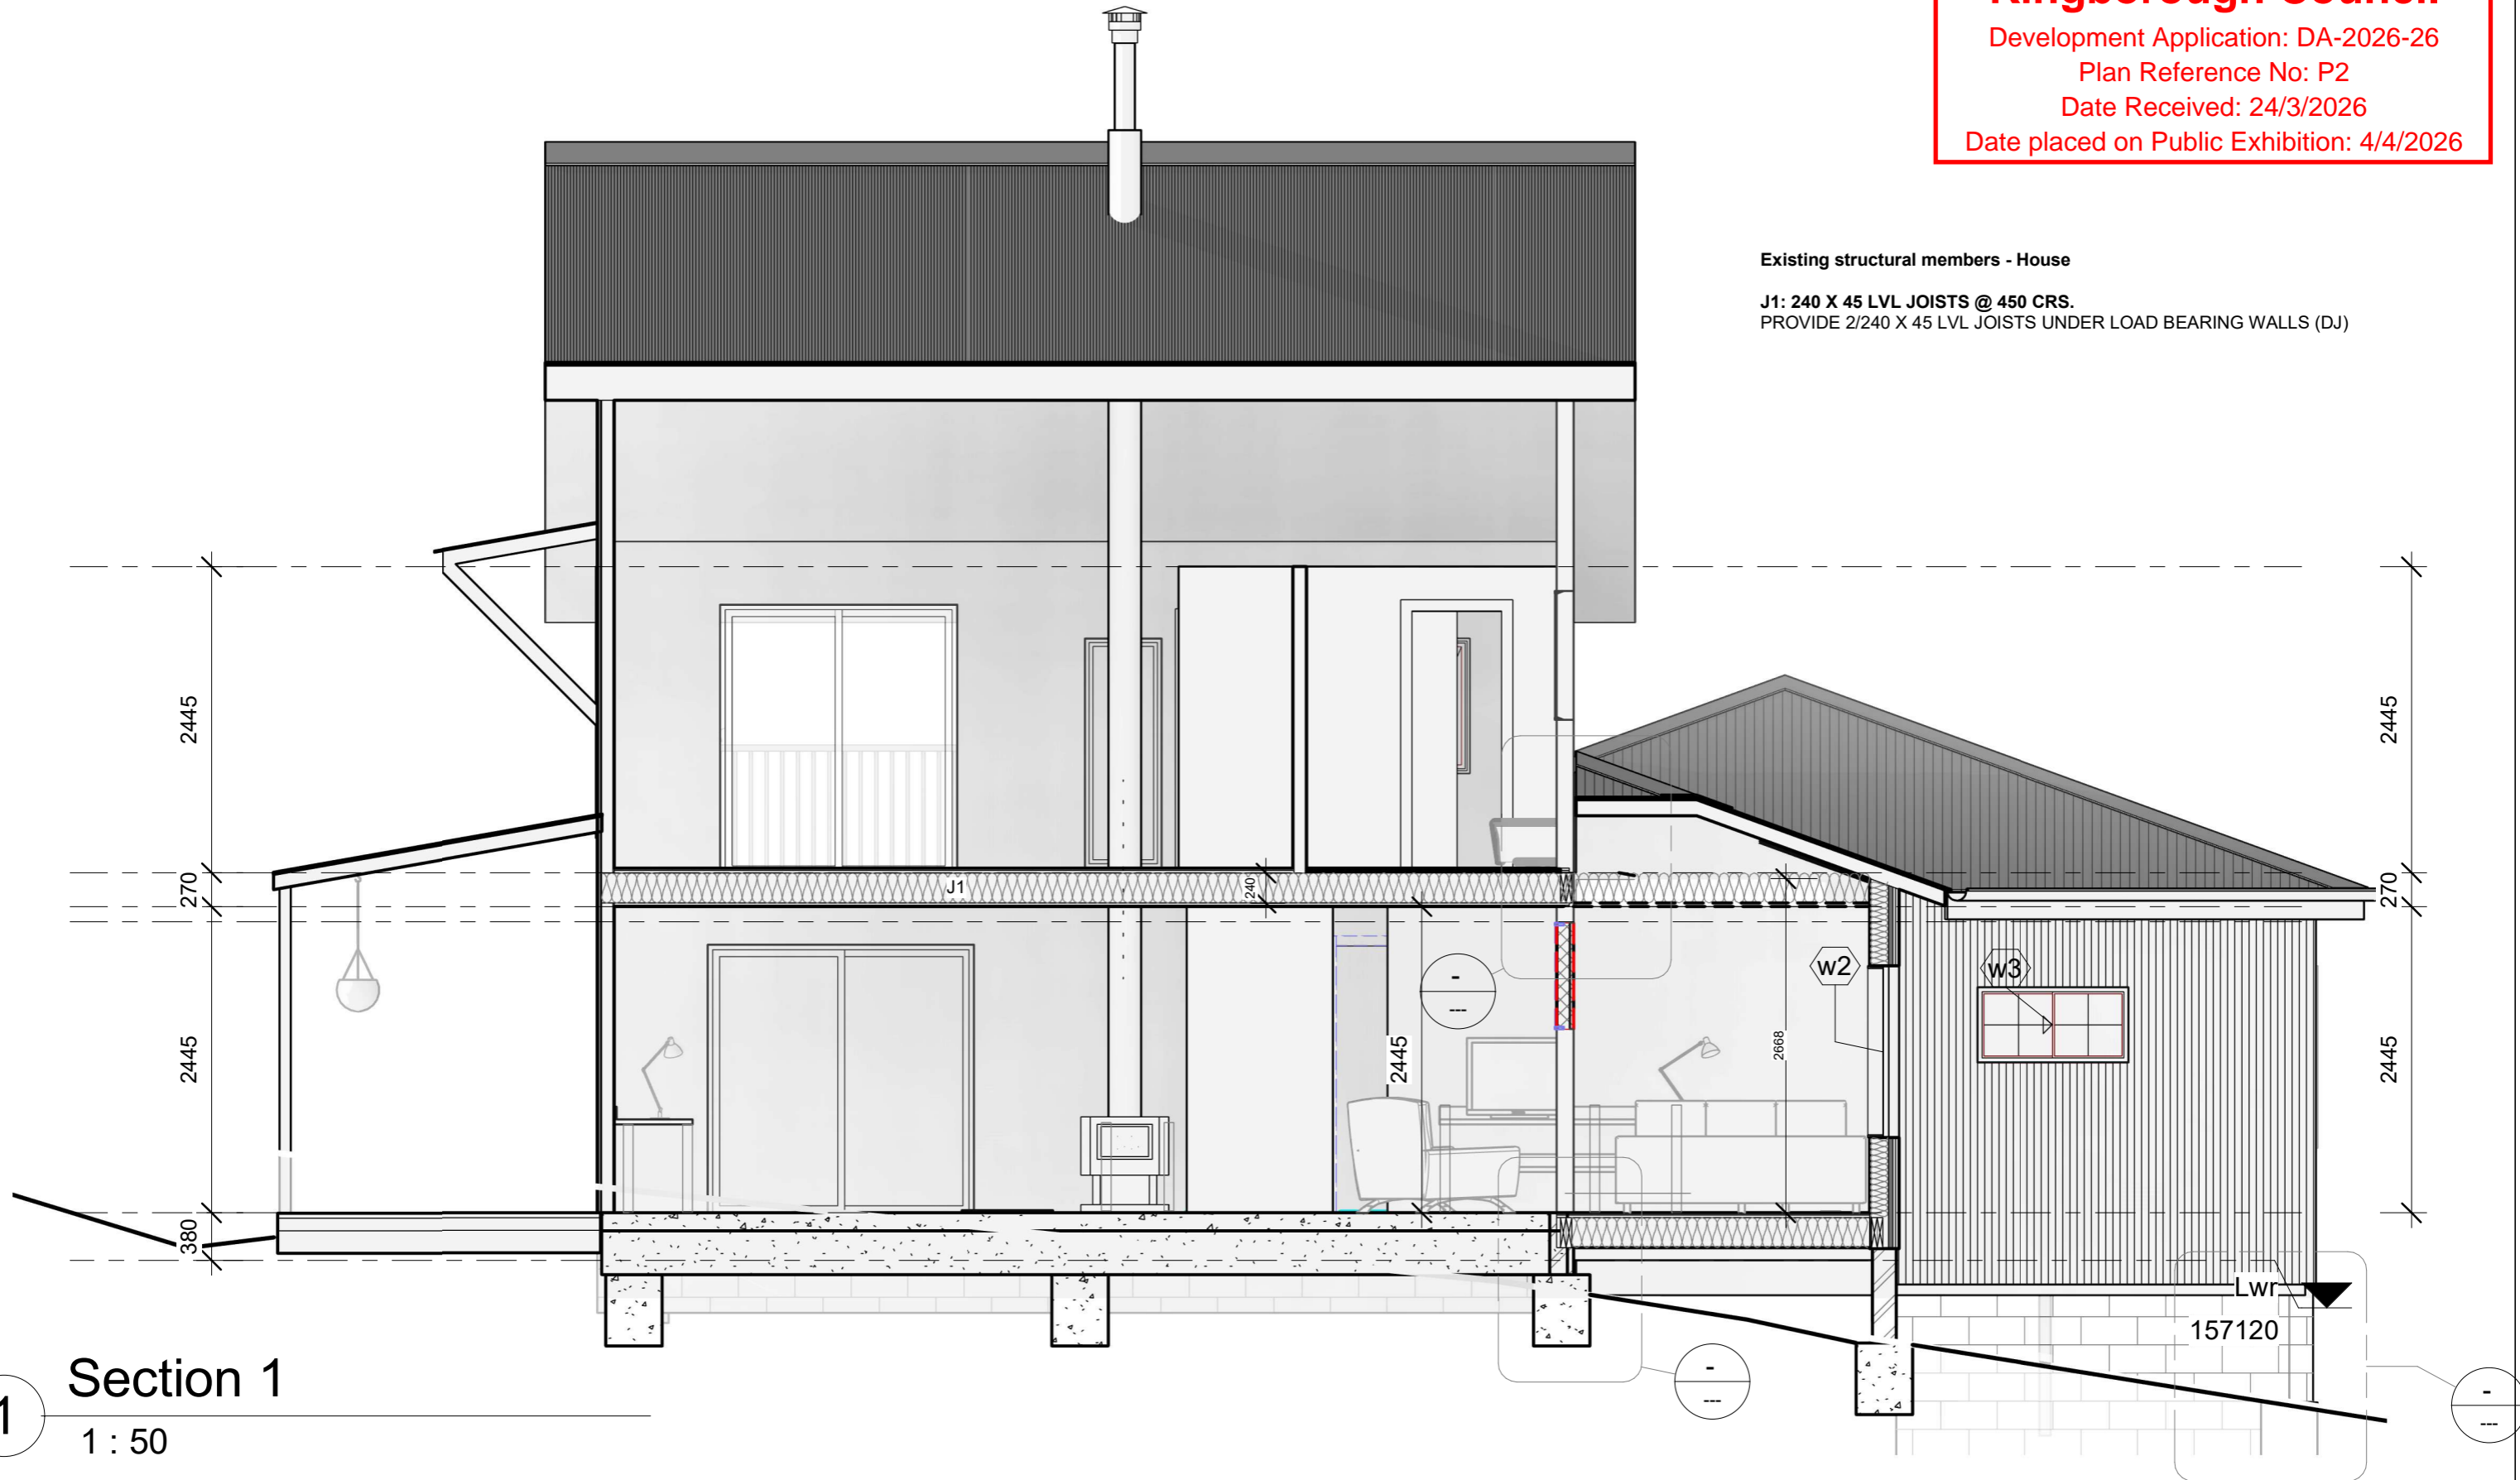 Kingborough Council
Development Application: DA-2026-26
Plan Reference No: P2
Date Received: 24/3/2026
Date placed on Public Exhibition: 4/4/2026
Existing structural members - House
J1: 240 X 45 LVL JOISTS @ 450 CRS.
PROVIDE 2/240 X 45 LVL JOISTS UNDER LOAD BEARING WALLS (DJ)
2445
2445
270
J1
240
270
2445
2445
-
---
2668
w2
w3
2445
380
Lwr
157120
-
---
-
---
1
Section 1
1 : 50